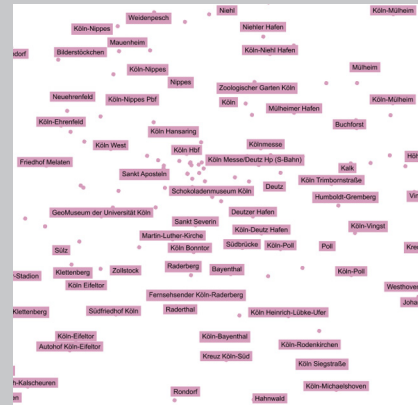 Niehl
Köln-Mülheim
Weidenpesch
Köln-Nippes
Niehler Hafen
Mauenheim
Köln-Niehl Hafen
Bilderstöckchen
Köln-Nippes
Mülheim
Nippes
Zoologischer Garten Köln
Neuehrenfeld
Köln-Nippes Pbf
Köln
Köln-Mülheim
Mülheimer Hafen
Köln-Ehrenfeld
Buchforst
Köln Hansaring
Köln West
Köln Hbf
Kölnmesse
Friedhof Melaten
Köln Messe/Deutz Hp (S-Bahn)
Kalk
Sankt Aposteln
Köln Trimbornstraße
Schokoladenmuseum Köln
Deutz
Humboldt-Gremberg
GeoMuseum der Universität Köln
Deutzer Hafen
Sankt Severin
Köln-Deutz Hafen
Köln-Vingst
Martin-Luther-Kirche
Sülz
Köln Bonntor
Südbrücke
Köln-Poll
Poll
Klettenberg
Zollstock
Raderberg
Bayenthal
Köln-Poll
-Stadion
Köln Eifeltor
Westhove
Fernsehsender Köln-Raderberg
Klettenberg
Südfriedhof Köln
Raderthal
Köln Heinrich-Lübke-Ufer
Köln-Eifeltor
Köln-Bayenthal
Autohof Köln-Eifeltor
Köln-Rodenkirchen
Kreuz Köln-Süd
Köln Siegstraße
h-Kalscheuren
Köln-Michaelshoven
Rondorf
Hahnwald